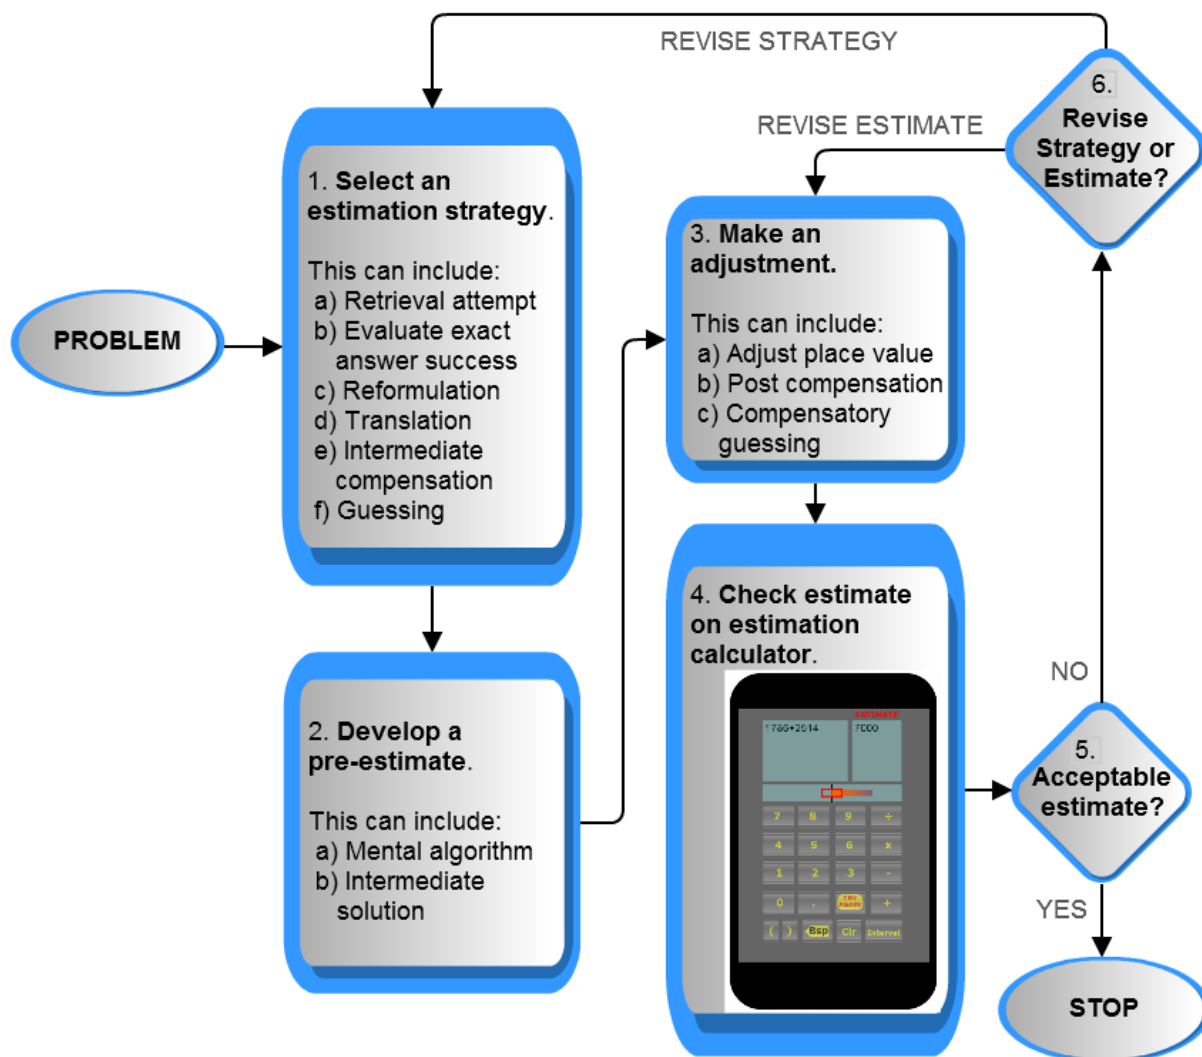 REVISE STRATEGY
6.
Revise
Strategy or
Estimate?
REVISE ESTIMATE
PROBLEM
1. Select an
estimation strategy.
This can include:
a) Retrieval attempt
b) Evaluate exact
answer success
c) Reformulation
d) Translation
e) Intermediate
compensation
f) Guessing
2. Develop a
pre-estimate.
This can include:
a) Mental algorithm
b) Intermediate
solution
3. Make an
adjustment.
This can include:
a) Adjust place value
b) Post compensation
c) Compensatory
guessing
4. Check estimate
on estimation
calculator.
ESTIMATE
7000
7 8 9 ÷
4 5 6 x
1 2 3 -
0 . TRY AGAIN +
( ) Bsp Clr Interval
5.
Acceptable
estimate?
NO
YES
STOP